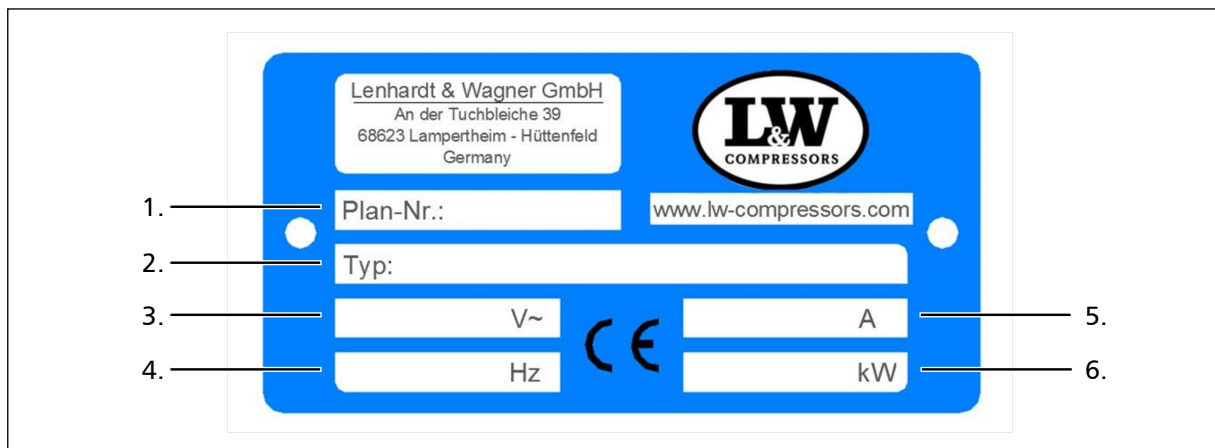 Lenhardt & Wagner GmbH
An der Tuchbleiche 39
68623 Lampertheim - Hüttenfeld
Germany
L&W
COMPRESSORS
1.
Plan-Nr.:
www.lw-compressors.com
2.
Typ:
3.
V~
CE
A
5.
4.
Hz
kW
6.